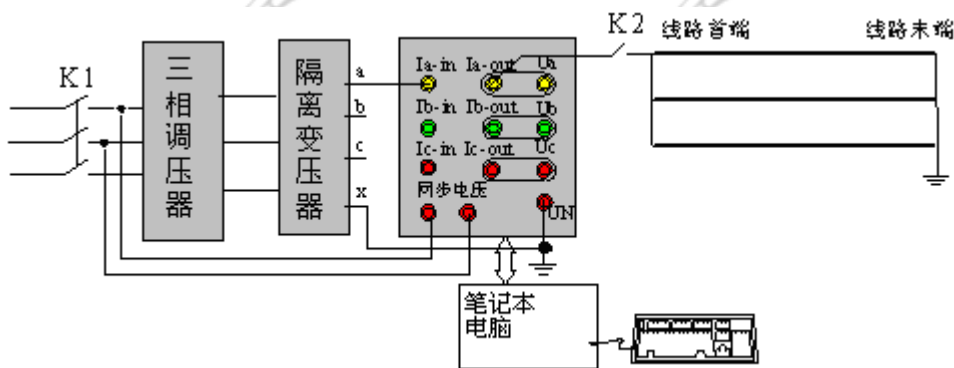 K1
三相调压器
隔离变压器
a
b
c
x
Ia-in Ia-out Ua
Ib-in Ib-out Ub
Ic-in Ic-out Uc
同步电压
UN
K2
线路首端
线路末端
笔记本
电脑